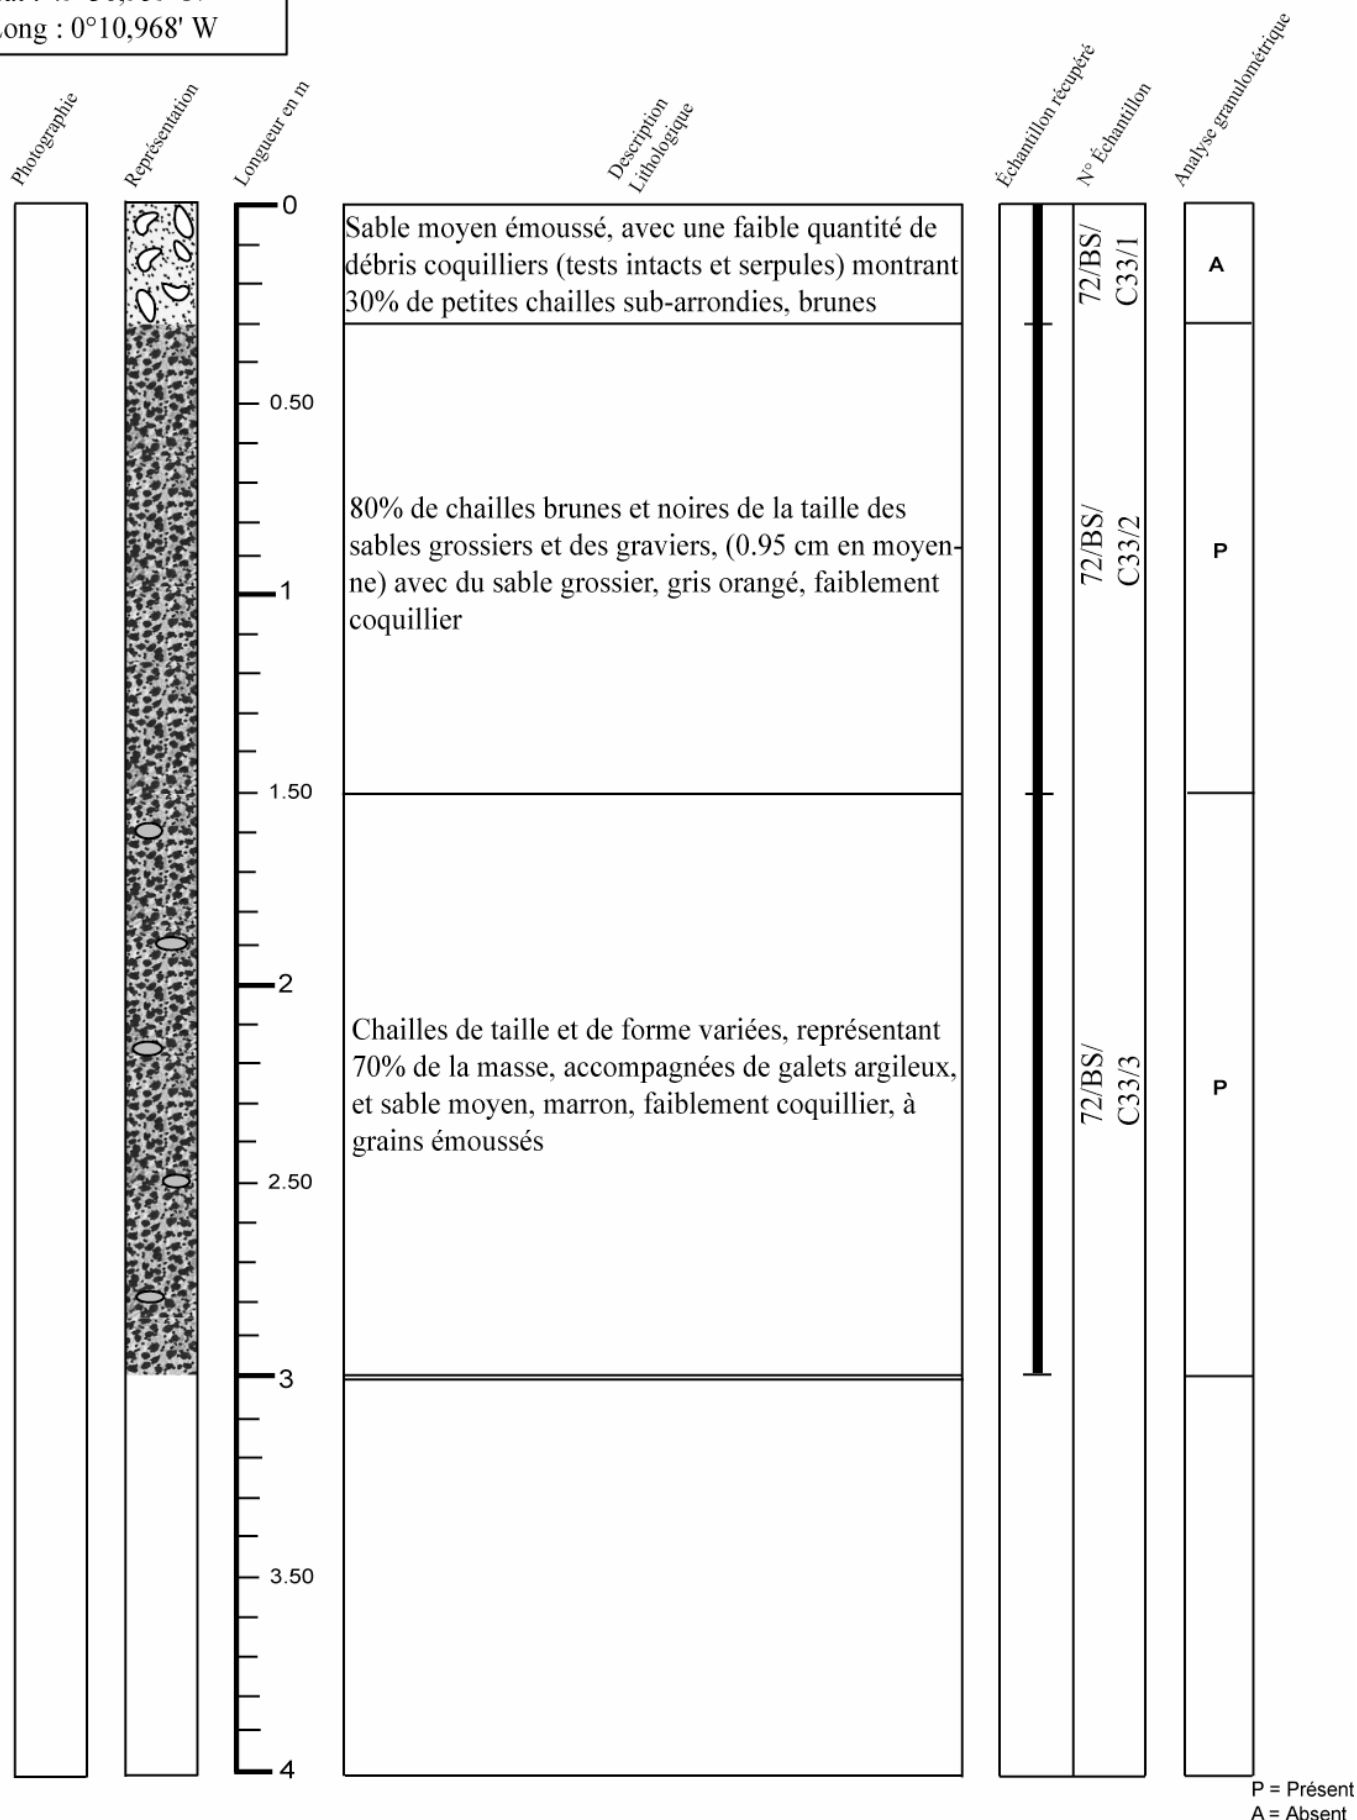 Long : 0°10,968' W
Photographie
Représentation
Longueur en m
Description
Lithologique
Échantillon récupéré
N° Échantillon
Analyse granulométrique
0
Sable moyen émoussé, avec une faible quantité de
débris coquilliers (tests intacts et serpules) montrant
30% de petites chailles sub-arrondies, brunes
72/BS/
C33/1
A
0.50
80% de chailles brunes et noires de la taille des
sables grossiers et des graviers, (0.95 cm en moyen-
ne) avec du sable grossier, gris orangé, faiblement
coquillier
72/BS/
C33/2
P
1
1.50
2
Chailles de taille et de forme variées, représentant
70% de la masse, accompagnées de galets argileux,
et sable moyen, marron, faiblement coquillier, à
grains émoussés
72/BS/
C33/3
P
2.50
3
3.50
4
P = Présent
A = Absent